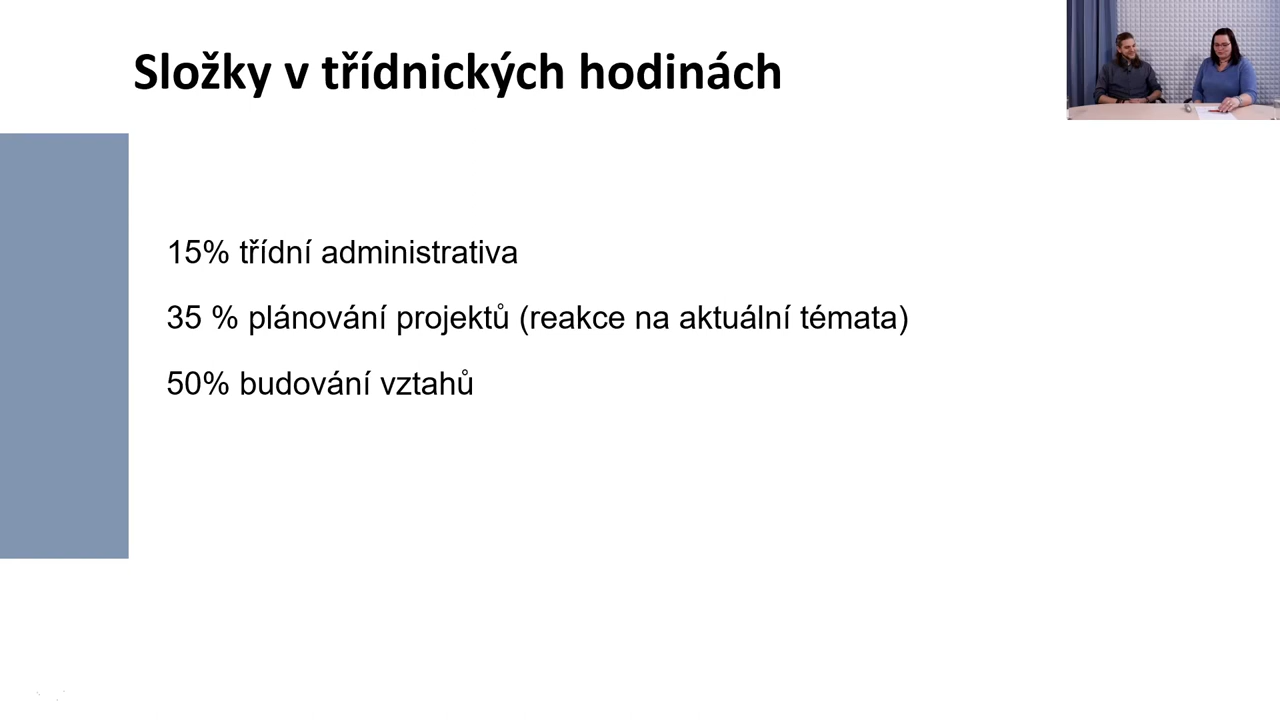 Složky v třídnických hodinách
15% třídní administrativa
35 % plánování projektů (reakce na aktuální témata)
50% budování vztahů